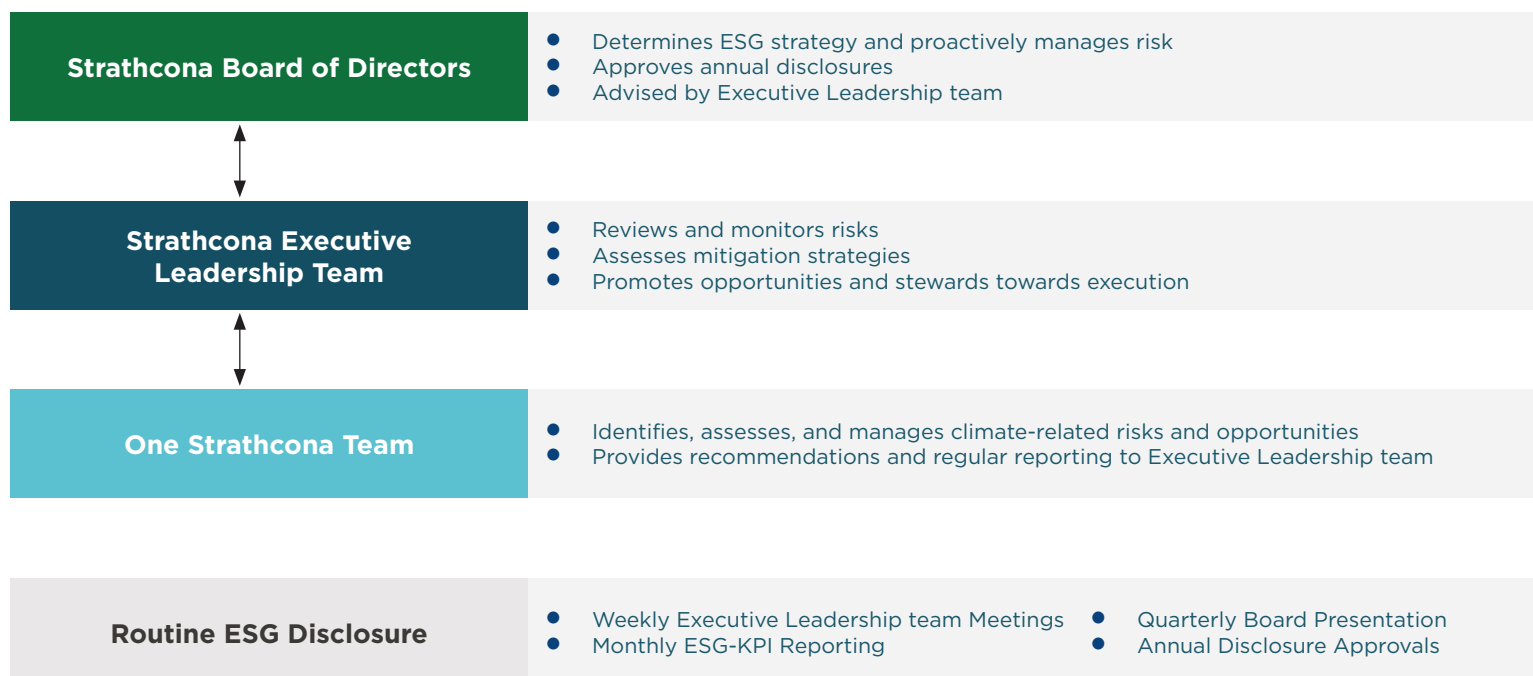 Strathcona Board of Directors
● Determines ESG strategy and proactively manages risk
● Approves annual disclosures
● Advised by Executive Leadership team
Strathcona Executive
Leadership Team
● Reviews and monitors risks
● Assesses mitigation strategies
● Promotes opportunities and stewards towards execution
One Strathcona Team
● Identifies, assesses, and manages climate-related risks and opportunities
● Provides recommendations and regular reporting to Executive Leadership team
Routine ESG Disclosure
● Weekly Executive Leadership team Meetings
● Monthly ESG-KPI Reporting
● Quarterly Board Presentation
● Annual Disclosure Approvals